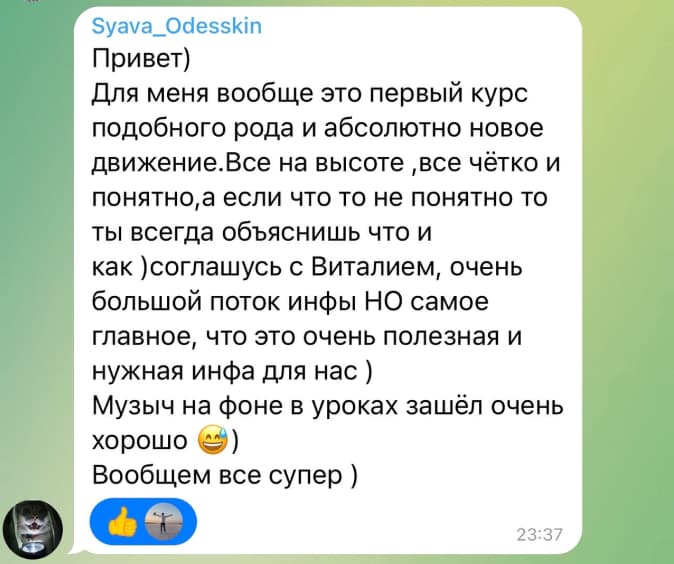 Syava_Odesskin
Привет)
Для меня вообще это первый курс
подобного рода и абсолютно новое
движение.Все на высоте ,все чётко и
понятно,а если что то не понятно то
ты всегда объяснишь что и
как )соглашусь с Виталием, очень
большой поток инфы НО самое
главное, что это очень полезная и
нужная инфа для нас )
Музыч на фоне в уроках зашёл очень
хорошо 😅)
Вообщем все супер )
23:37